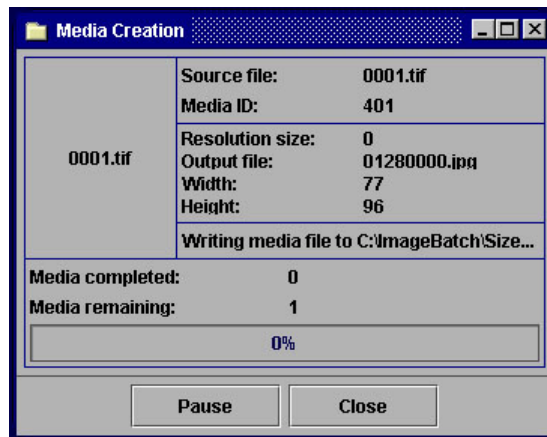 Media Creation
0001.tif
Source file: 0001.tif
Media ID: 401
Resolution size: 0
Output file: 01280000.jpg
Width: 77
Height: 96
Writing media file to C:\ImageBatch\Size...
Media completed: 0
Media remaining: 1
0%
Pause Close